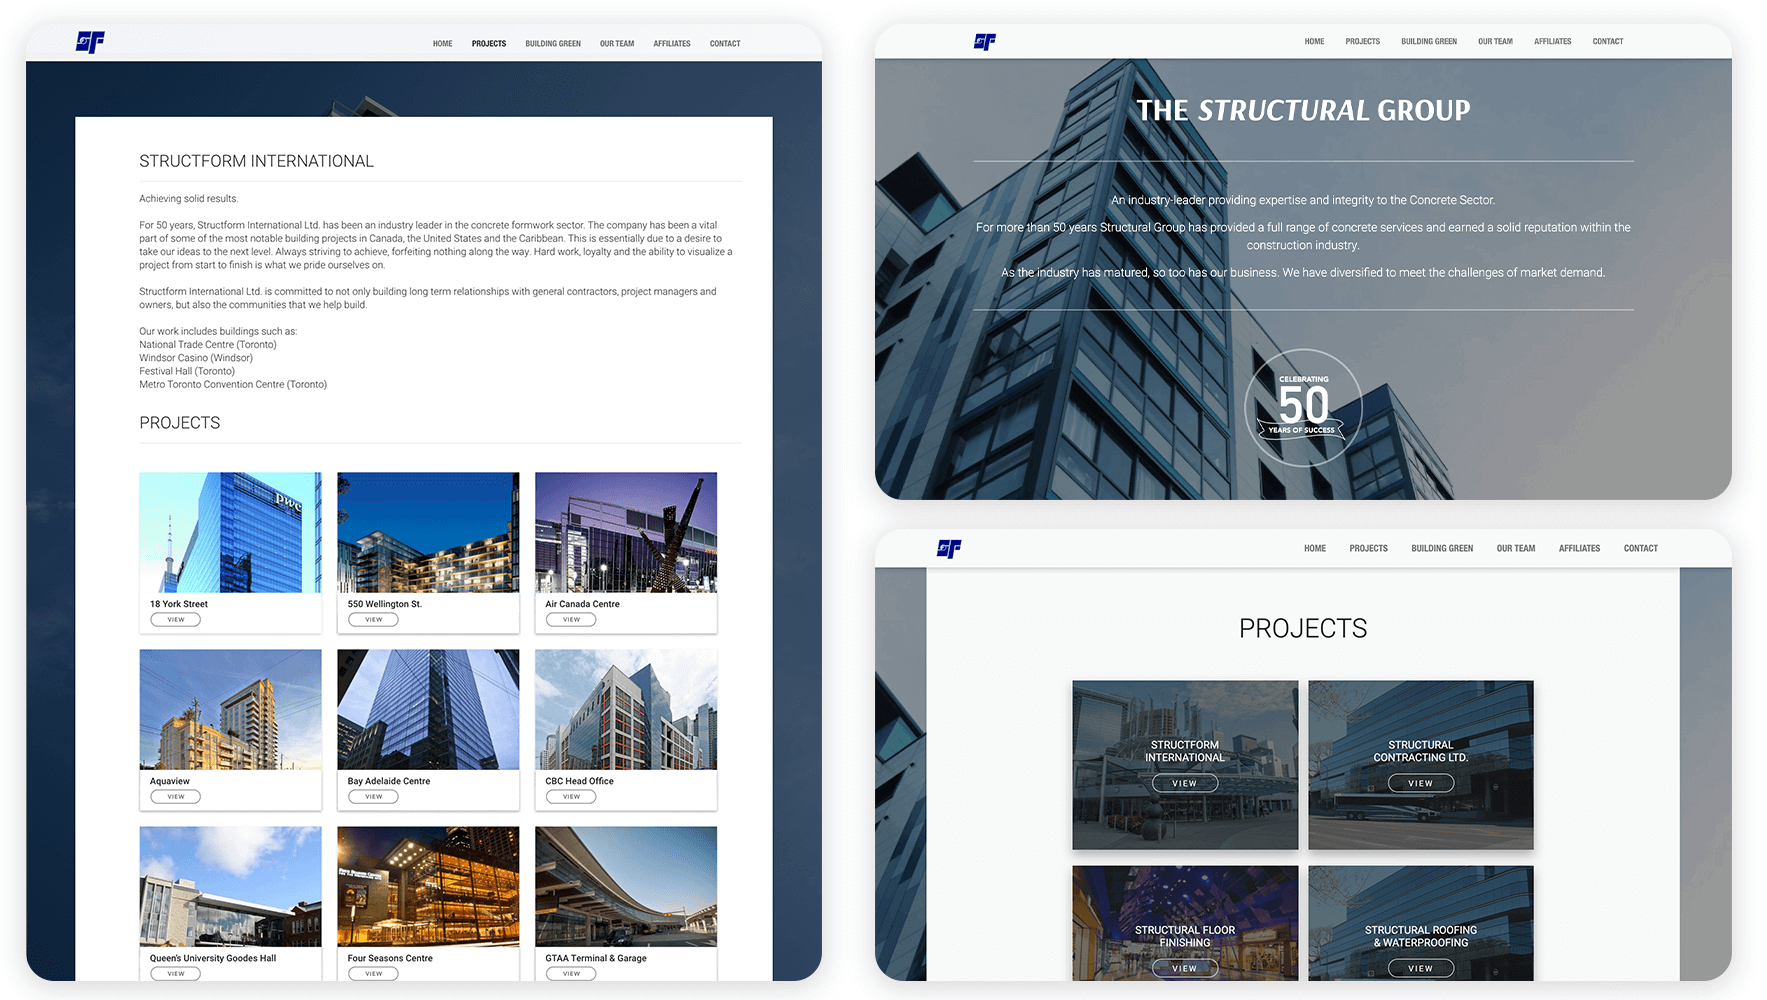 SF
HOME PROJECTS BUILDING GREEN OUR TEAM AFFILIATES CONTACT
STRUCTFORM INTERNATIONAL
Achieving solid results.
For 50 years, Structform International Ltd. has been an industry leader in the concrete formwork sector. The company has been a vital
part of some of the most notable building projects in Canada, the United States and the Caribbean. This is essentially due to a desire to
take our ideas to the next level. Always striving to achieve, forfeiting nothing along the way. Hard work, loyalty and the ability to visualize a
project from start to finish is what we pride ourselves on.
Structform International Ltd. is committed to not only building long term relationships with general contractors, project managers and
owners, but also the communities that we help build.
Our work includes buildings such as:
National Trade Centre (Toronto)
Windsor Casino (Windsor)
Festival Hall (Toronto)
Metro Toronto Convention Centre (Toronto)
PROJECTS
pwc
18 York Street
VIEW
550 Wellington St.
VIEW
Air Canada Centre
VIEW
Aquaview
VIEW
Bay Adelaide Centre
VIEW
CBC Head Office
VIEW
Queen's University Goodes Hall
VIEW
Four Seasons Centre
VIEW
GTAA Terminal & Garage
VIEW
SF
HOME PROJECTS BUILDING GREEN OUR TEAM AFFILIATES CONTACT
THE STRUCTURAL GROUP
An industry-leader providing expertise and integrity to the Concrete Sector.
For more than 50 years Structural Group has provided a full range of concrete services and earned a solid reputation within the
construction industry.
As the industry has matured, so too has our business. We have diversified to meet the challenges of market demand.
CELEBRATING
50
YEARS OF SUCCESS
SF
HOME PROJECTS BUILDING GREEN OUR TEAM AFFILIATES CONTACT
PROJECTS
STRUCTFORM
INTERNATIONAL
VIEW
STRUCTURAL
CONTRACTING LTD.
VIEW
STRUCTURAL FLOOR
FINISHING
VIEW
STRUCTURAL ROOFING
& WATERPROOFING
VIEW